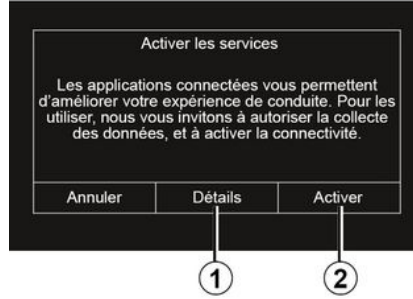 Activer les services
Les applications connectées vous permettent
d’améliorer votre expérience de conduite. Pour les
utiliser, nous vous invitons à autoriser la collecte
des données, et à activer la connectivité.
Annuler Détails Activer
1 2